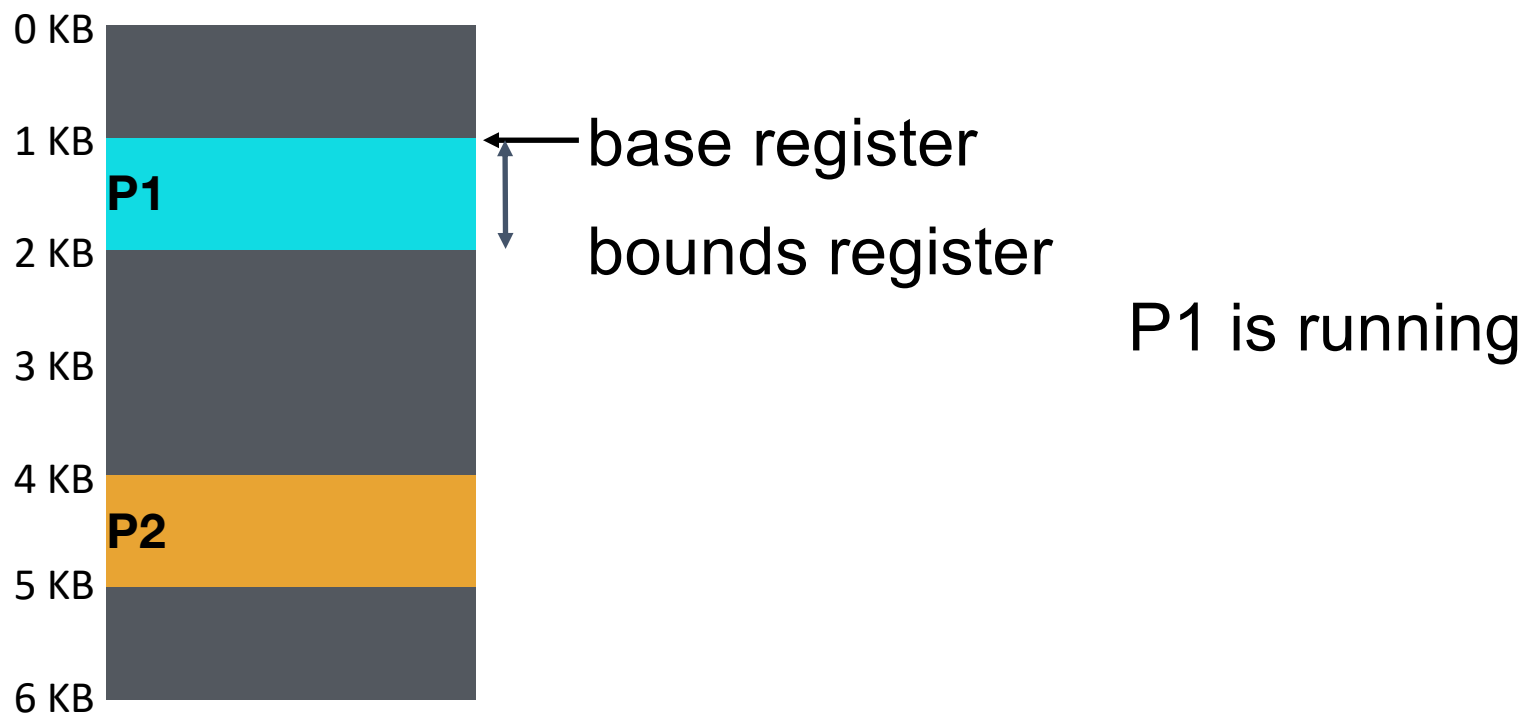 0 KB
1 KB
base register
P1
2 KB
bounds register
P1 is running
3 KB
4 KB
P2
5 KB
6 KB